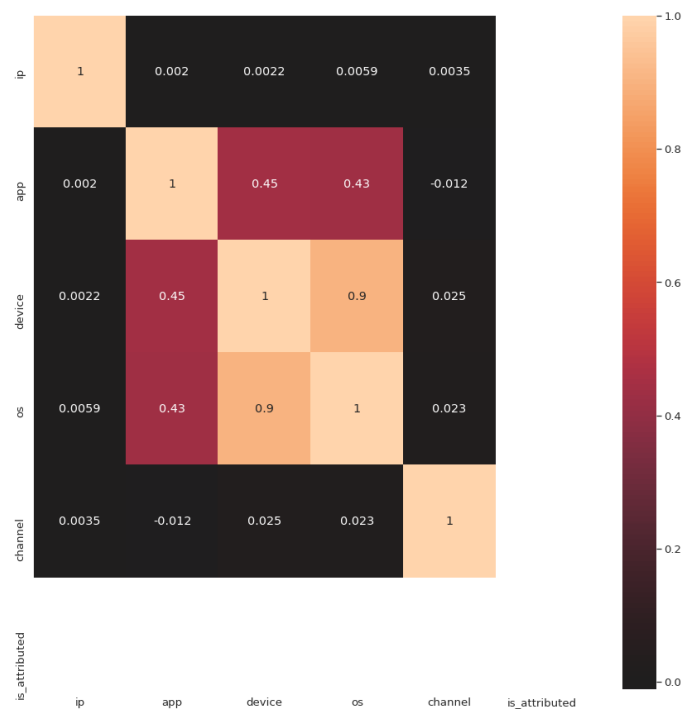 1.0
ip 1 0.002 0.0022 0.0059 0.0035
0.8
app 0.002 1 0.45 0.43 -0.012
0.6
device 0.0022 0.45 1 0.9 0.025
0.4
os 0.0059 0.43 0.9 1 0.023
0.2
channel 0.0035 -0.012 0.025 0.023 1
is_attributed
0.0
ip app device os channel is_attributed